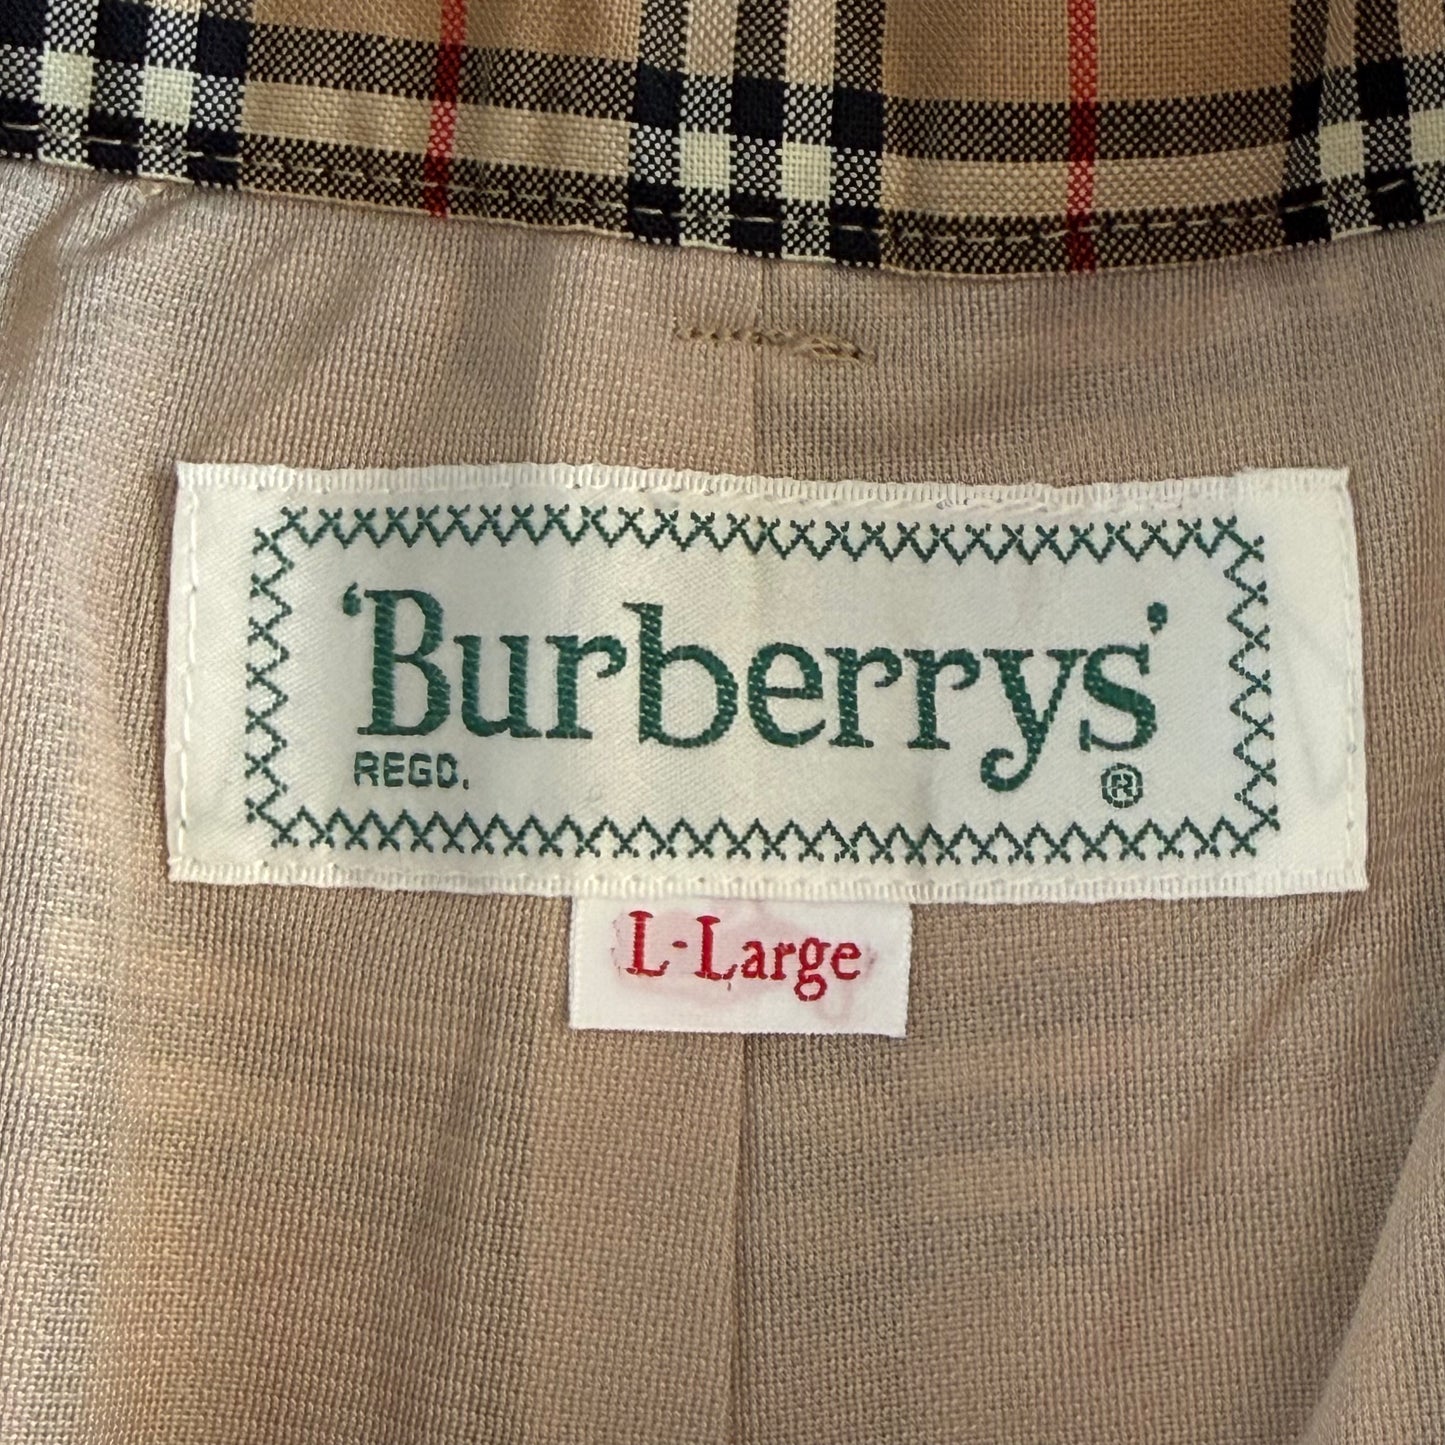 ‘Burberrys’
REGD. ®
L-Large